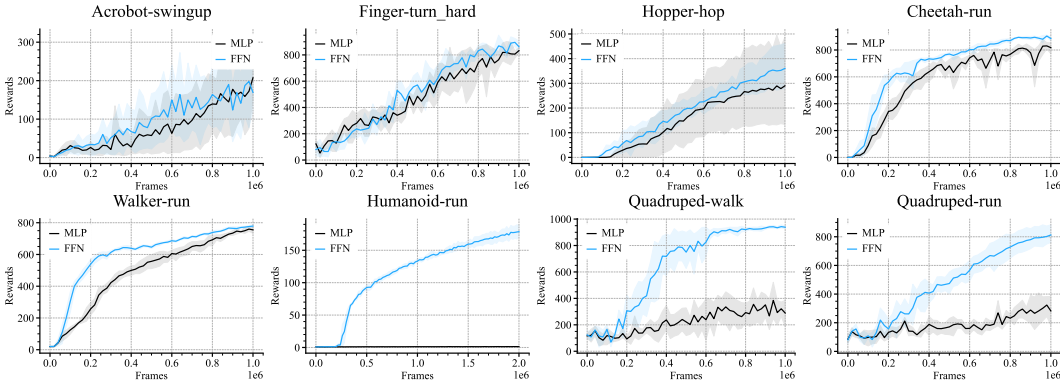 Acrobot-swingup
300
200
100
0
Rewards
MLP
FFN
0.0 0.2 0.4 0.6 0.8 1.0
Frames
1e6
Finger-turn_hard
800
600
400
200
0
Rewards
MLP
FFN
0.0 0.2 0.4 0.6 0.8 1.0
Frames
1e6
Hopper-hop
500
400
300
200
100
0
Rewards
MLP
FFN
0.0 0.2 0.4 0.6 0.8 1.0
Frames
1e6
Cheetah-run
800
600
400
200
0
Rewards
MLP
FFN
0.0 0.2 0.4 0.6 0.8 1.0
Frames
1e6
Walker-run
800
600
400
200
0
Rewards
MLP
FFN
0.0 0.2 0.4 0.6 0.8 1.0
Frames
1e6
Humanoid-run
150
100
50
0
Rewards
MLP
FFN
0.0 0.5 1.0 1.5 2.0
Frames
1e6
Quadruped-walk
1000
800
600
400
200
0
Rewards
MLP
FFN
0.0 0.2 0.4 0.6 0.8 1.0
Frames
1e6
Quadruped-run
800
600
400
200
0
Rewards
MLP
FFN
0.0 0.2 0.4 0.6 0.8 1.0
Frames
1e6